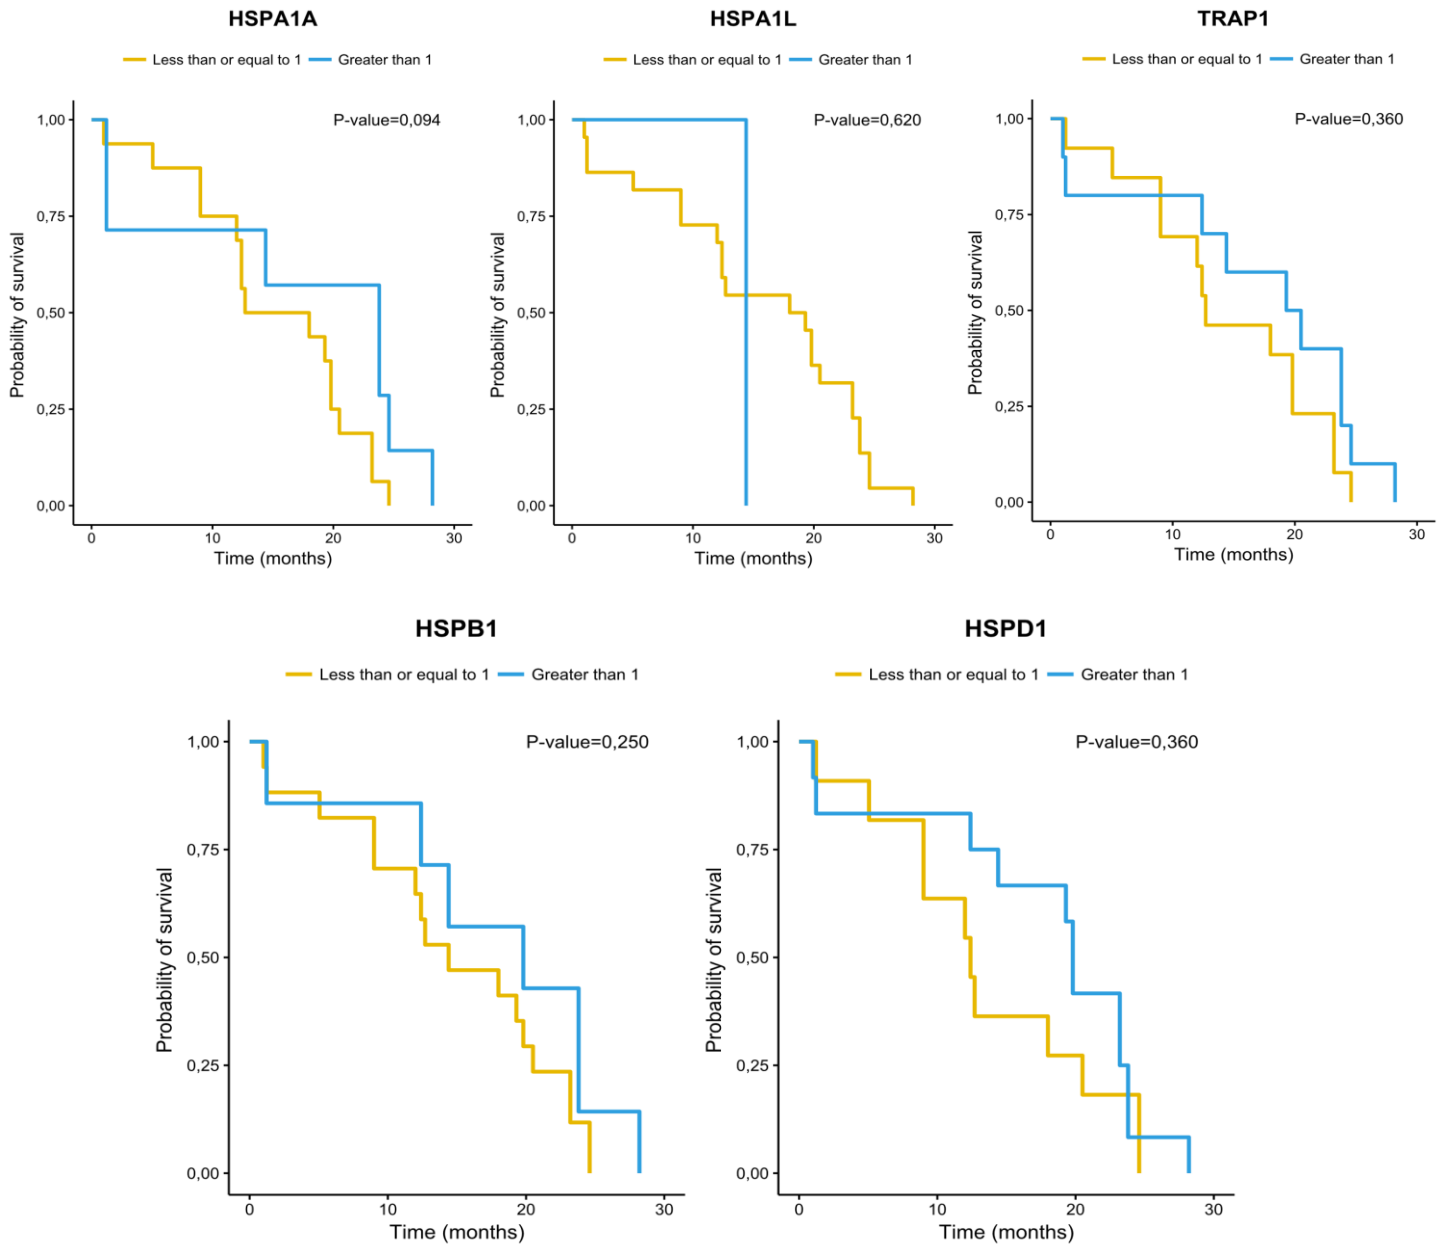 HSPA1A
Less than or equal to 1 Greater than 1
P-value=0,094
1,00
0,75
0,50
0,25
0,00
Probability of survival
0 10 20 30
Time (months)
HSPA1L
Less than or equal to 1 Greater than 1
P-value=0,620
1,00
0,75
0,50
0,25
0,00
Probability of survival
0 10 20 30
Time (months)
TRAP1
Less than or equal to 1 Greater than 1
P-value=0,360
1,00
0,75
0,50
0,25
0,00
Probability of survival
0 10 20 30
Time (months)
HSPB1
Less than or equal to 1 Greater than 1
P-value=0,250
1,00
0,75
0,50
0,25
0,00
Probability of survival
0 10 20 30
Time (months)
HSPD1
Less than or equal to 1 Greater than 1
P-value=0,360
1,00
0,75
0,50
0,25
0,00
Probability of survival
0 10 20 30
Time (months)